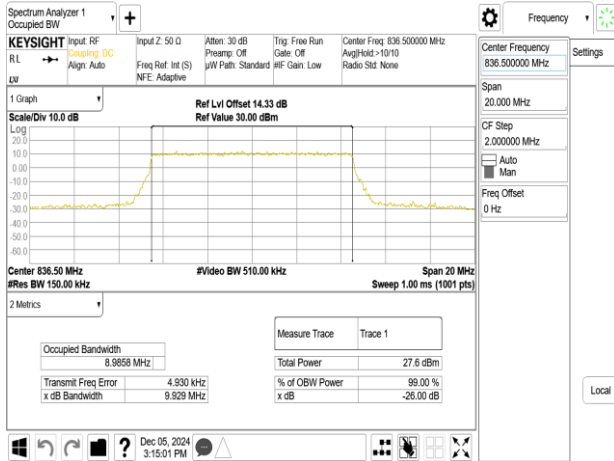 Spectrum Analyzer 1
Occupied BW
Frequency
KEYSIGHT
Input: RF
Coupling: DC
Align: Auto
Input Z: 50 Ω
Freq Ref: Int (S)
NFE: Adaptive
Atten: 30 dB
Preamp: Off
µW Path: Standard
Trig: Free Run
Gate: Off
#IF Gain: Low
Center Freq: 836.500000 MHz
Avg|Hold:>10/10
Radio Std: None
RL
LXI
Center Frequency
836.500000 MHz
Settings
Span
20.000 MHz
CF Step
2.000000 MHz
Auto
Man
Freq Offset
0 Hz
Local
1 Graph
Scale/Div 10.0 dB
Ref Lvl Offset 14.33 dB
Ref Value 30.00 dBm
Log
20.0
10.0
0.00
-10.0
-20.0
-30.0
-40.0
-50.0
-60.0
Center 836.50 MHz
#Video BW 510.00 kHz
Span 20 MHz
#Res BW 150.00 kHz
Sweep 1.00 ms (1001 pts)
2 Metrics
Occupied Bandwidth
8.9858 MHz
Transmit Freq Error 4.930 kHz
x dB Bandwidth 9.929 MHz
Measure Trace Trace 1
Total Power 27.6 dBm
% of OBW Power 99.00 %
x dB -26.00 dB
?
Dec 05, 2024
3:15:01 PM